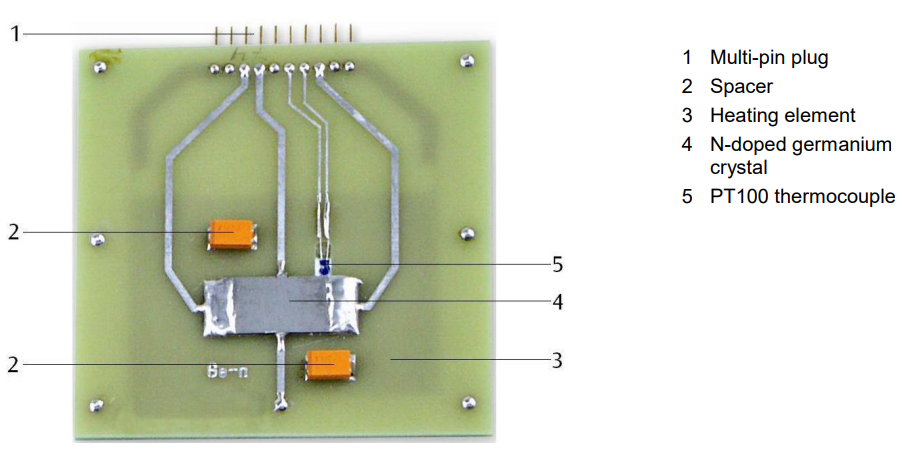 1
1 Multi-pin plug
2 Spacer
3 Heating element
4 N-doped germanium
crystal
5 PT100 thermocouple
2
5
4
2
3
Ge-n